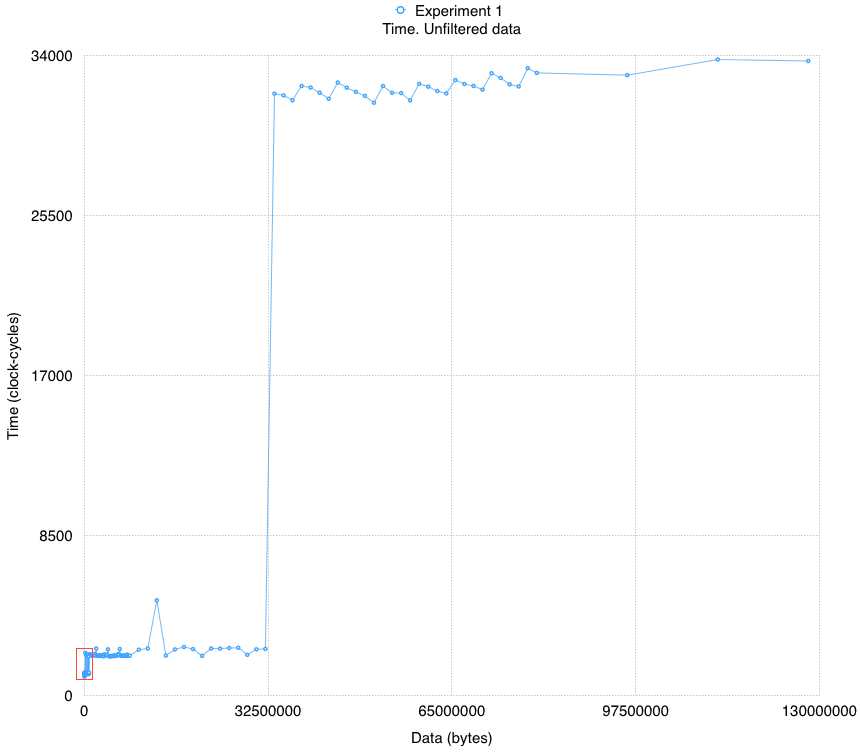 Experiment 1
Time. Unfiltered data
34000
25500
17000
8500
0
Time (clock-cycles)
0 32500000 65000000 97500000 130000000
Data (bytes)